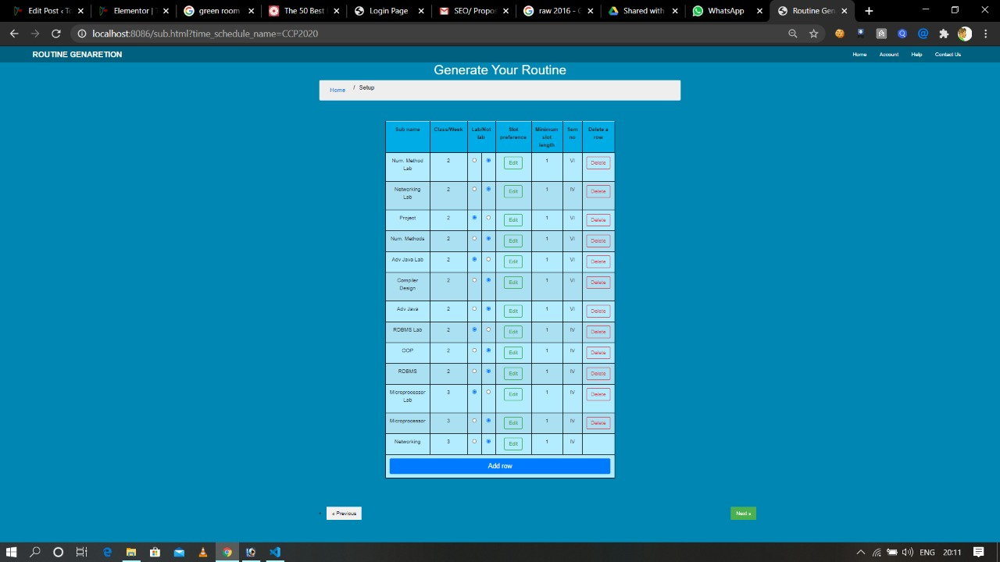 Edit Post ‹ To
Elementor | T
green room
The 50 Best
Login Page
SEO/ Propos
raw 2016 - G
Shared with
WhatsApp
Routine Gen
localhost:8086/sub.html?time_schedule_name=CCP2020
ROUTINE GENARETION
Home Account Help Contact Us
Generate Your Routine
Home / Setup
Sub name Class/Week Lab/Not lab Slot preference Minimum slot length Sem no Delete a row
Num. Method Lab 2 Edit 1 VI Delete
Networking Lab 2 Edit 1 IV Delete
Project 2 Edit 1 VI Delete
Num. Methods 2 Edit 1 VI Delete
Adv Java Lab 2 Edit 1 VI Delete
Compiler Design 2 Edit 1 VI Delete
Adv Java 2 Edit 1 VI Delete
RDBMS Lab 2 Edit 1 IV Delete
OOP 2 Edit 1 IV Delete
RDBMS 2 Edit 1 IV Delete
Microprocessor Lab 3 Edit 1 IV Delete
Microprocessor 3 Edit 1 IV Delete
Networking 3 Edit 1 IV
Add row
« Previous
Next »
ENG 20:11